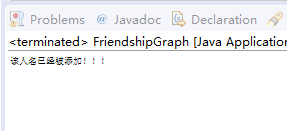 Problems @ Javadoc Declaration
<terminated> FriendshipGraph [Java Application
该人名已经被添加！！！